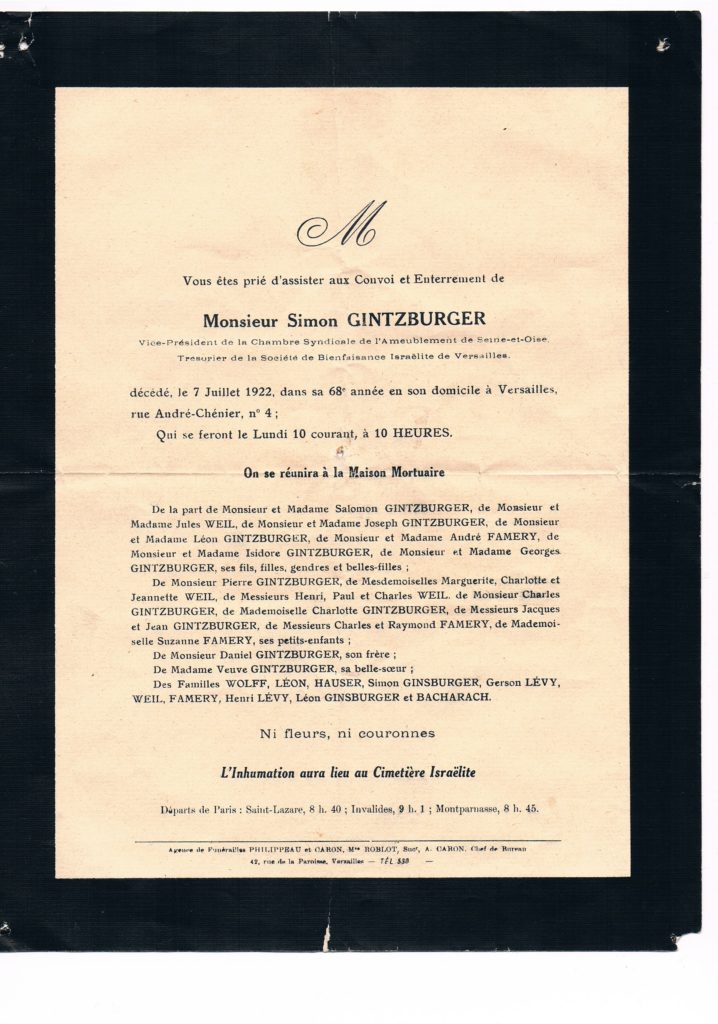 M
Vous êtes prié d'assister aux Convoi et Enterrement de
Monsieur Simon GINTZBURGER
Vice-Président de la Chambre Syndicale de l'Ameublement de Seine-et-Oise.
Tresorier de la Société de Bienfaisance Israëlite de Versailles.
décédé, le 7 Juillet 1922, dans sa 68e année en son domicile à Versailles,
rue André-Chénier, n° 4 ;
Qui se feront le Lundi 10 courant, à 10 HEURES.
On se réunira à la Maison Mortuaire
De la part de Monsieur et Madame Salomon GINTZBURGER, de Monsieur et
Madame Jules WEIL, de Monsieur et Madame Joseph GINTZBURGER, de Monsieur
et Madame Léon GINTZBURGER, de Monsieur et Madame André FAMERY, de
Monsieur et Madame Isidore GINTZBURGER, de Monsieur et Madame Georges
GINTZBURGER, ses fils, filles, gendres et belles-filles ;
De Monsieur Pierre GINTZBURGER, de Mesdemoiselles Marguerite, Charlotte et
Jeannette WEIL, de Messieurs Henri, Paul et Charles WEIL. de Monsieur Charles
GINTZBURGER, de Mademoiselle Charlotte GINTZBURGER, de Messieurs Jacques
et Jean GINTZBURGER, de Messieurs Charles et Raymond FAMERY, de Mademoi-
selle Suzanne FAMERY, ses petits-enfants ;
De Monsieur Daniel GINTZBURGER, son frère ;
De Madame Veuve GINTZBURGER, sa belle-sœur ;
Des Familles WOLFF, LÉON, HAUSER, Simon GINSBURGER, Gerson LÉVY,
WEIL, FAMERY, Henri LÉVY, Léon GINSBURGER et BACHARACH.
Ni fleurs, ni couronnes
L'Inhumation aura lieu au Cimetière Israëlite
Départs de Paris : Saint-Lazare, 8 h. 40 ; Invalides, 9 h. 1 ; Montparnasse, 8 h. 45.
Agence de Funérailles PHILIPPEAU et CARON, Mon ROBLOT, Sucr, A. CARON, Chef de Bureau
42, rue de la Paroisse, Versailles — TÉL 538 —